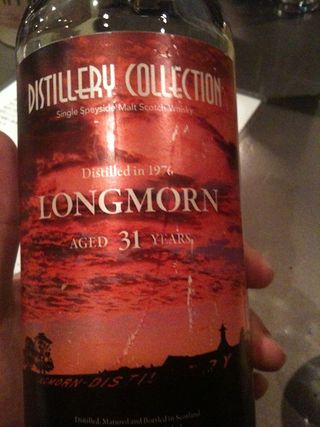 DISTILLERY COLLECTION
Single Speyside Malt Scotch Whisky
Distilled in 1976
LONGMORN
AGED 31 YEARS
Distilled, Matured and Bottled in Scotland